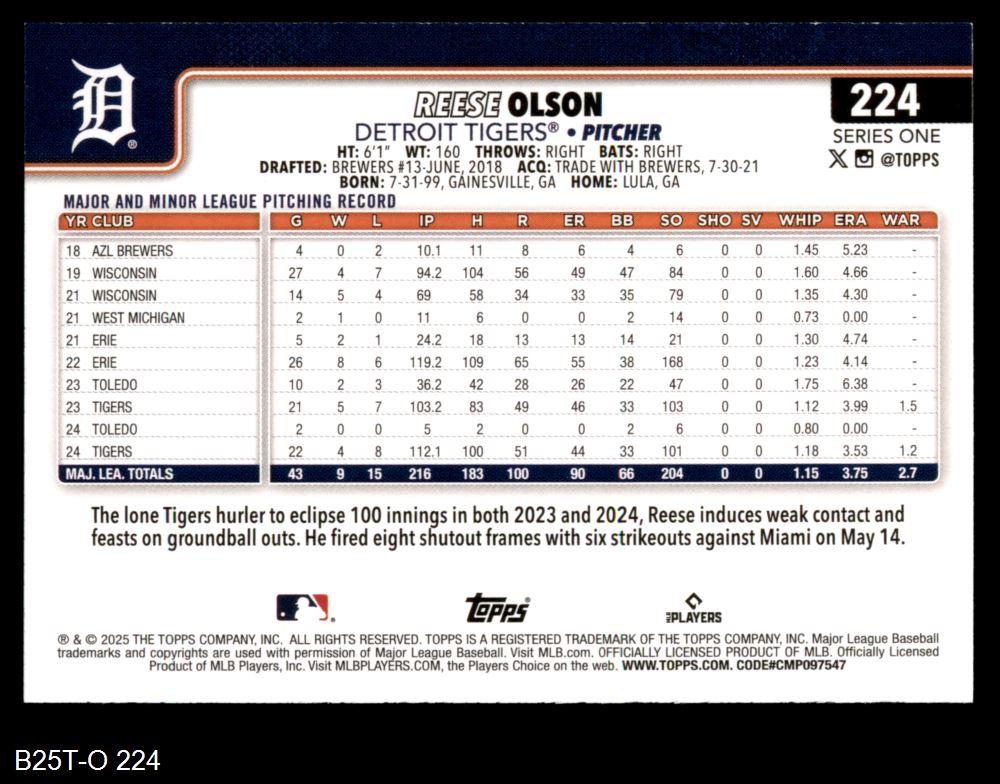 D®
REESE OLSON
DETROIT TIGERS® • PITCHER
HT: 6'1" WT: 160 THROWS: RIGHT BATS: RIGHT
DRAFTED: BREWERS #13-JUNE, 2018 ACQ: TRADE WITH BREWERS, 7-30-21
BORN: 7-31-99, GAINESVILLE, GA HOME: LULA, GA
224
SERIES ONE
X @TOPPS
MAJOR AND MINOR LEAGUE PITCHING RECORD
YR CLUB G W L IP H R ER BB SO SHO SV WHIP ERA WAR
18 AZL BREWERS 4 0 2 10.1 11 8 6 4 6 0 0 1.45 5.23 -
19 WISCONSIN 27 4 7 94.2 104 56 49 47 84 0 0 1.60 4.66 -
21 WISCONSIN 14 5 4 69 58 34 33 35 79 0 0 1.35 4.30 -
21 WEST MICHIGAN 2 1 0 11 6 0 0 2 14 0 0 0.73 0.00 -
21 ERIE 5 2 1 24.2 18 13 13 14 21 0 0 1.30 4.74 -
22 ERIE 26 8 6 119.2 109 65 55 38 168 0 0 1.23 4.14 -
23 TOLEDO 10 2 3 36.2 42 28 26 22 47 0 0 1.75 6.38 -
23 TIGERS 21 5 7 103.2 83 49 46 33 103 0 0 1.12 3.99 1.5
24 TOLEDO 2 0 0 5 2 0 0 2 6 0 0 0.80 0.00 -
24 TIGERS 22 4 8 112.1 100 51 44 33 101 0 0 1.18 3.53 1.2
MAJ. LEA. TOTALS 43 9 15 216 183 100 90 66 204 0 0 1.15 3.75 2.7
The lone Tigers hurler to eclipse 100 innings in both 2023 and 2024, Reese induces weak contact and
feasts on groundball outs. He fired eight shutout frames with six strikeouts against Miami on May 14.
Topps® MLB PLAYERS
® & © 2025 THE TOPPS COMPANY, INC. ALL RIGHTS RESERVED. TOPPS IS A REGISTERED TRADEMARK OF THE TOPPS COMPANY, INC. Major League Baseball
trademarks and copyrights are used with permission of Major League Baseball. Visit MLB.com. OFFICIALLY LICENSED PRODUCT OF MLB. Officially Licensed
Product of MLB Players, Inc. Visit MLBPLAYERS.COM, the Players Choice on the web. WWW.TOPPS.COM. CODE#CMP097547
B25T-O 224